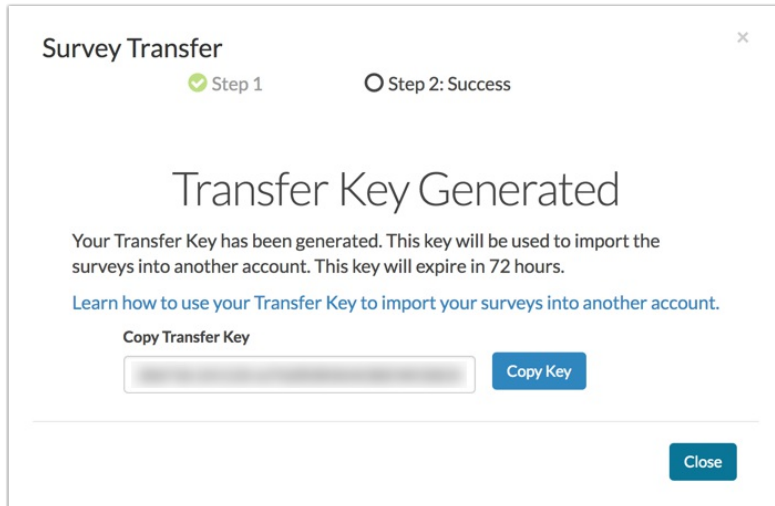 Survey Transfer
×
Step 1
Step 2: Success
Transfer Key Generated
Your Transfer Key has been generated. This key will be used to import the
surveys into another account. This key will expire in 72 hours.
Learn how to use your Transfer Key to import your surveys into another account.
Copy Transfer Key
Copy Key
Close